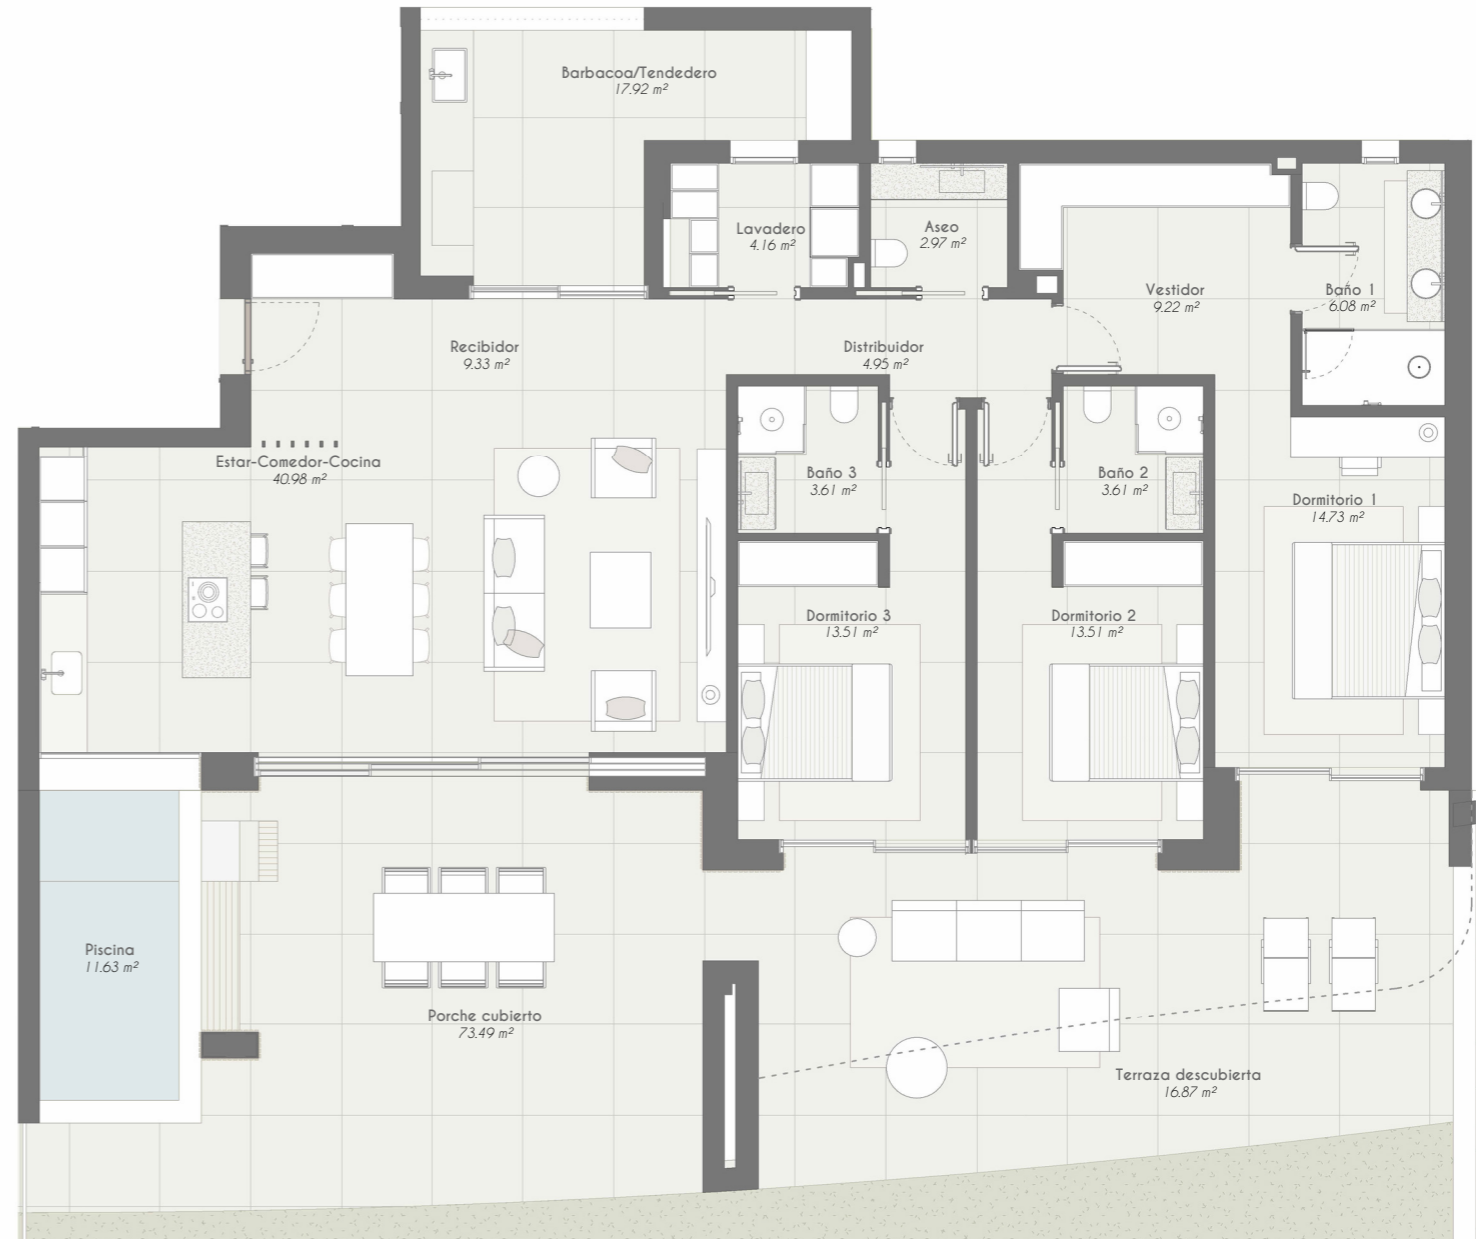 Barbacoa/Tendedero
17.92 m²
Lavadero
4.16 m²
Aseo
2.97 m²
Vestidor
9.22 m²
Baño 1
6.08 m²
Recibidor
9.33 m²
Distribuidor
4.95 m²
Estar-Comedor-Cocina
40.98 m²
Baño 3
3.61 m²
Baño 2
3.61 m²
Dormitorio 1
14.73 m²
Dormitorio 3
13.51 m²
Dormitorio 2
13.51 m²
Piscina
11.63 m²
Porche cubierto
73.49 m²
Terraza descubierta
16.87 m²